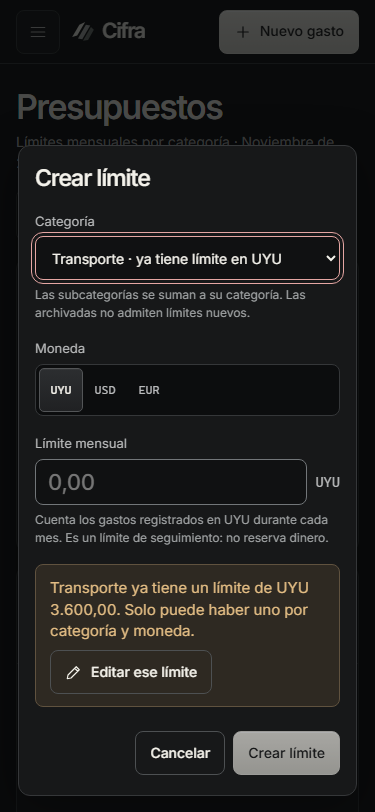 Cifra
Nuevo gasto
Presupuestos
Límites mensuales por categoría · Noviembre de
Crear límite
Categoría
Transporte · ya tiene límite en UYU
Las subcategorías se suman a su categoría. Las
archivadas no admiten límites nuevos.
Moneda
UYU USD EUR
Límite mensual
0,00 UYU
Cuenta los gastos registrados en UYU durante cada
mes. Es un límite de seguimiento: no reserva dinero.
Transporte ya tiene un límite de UYU
3.600,00. Solo puede haber uno por
categoría y moneda.
Editar ese límite
Cancelar Crear límite